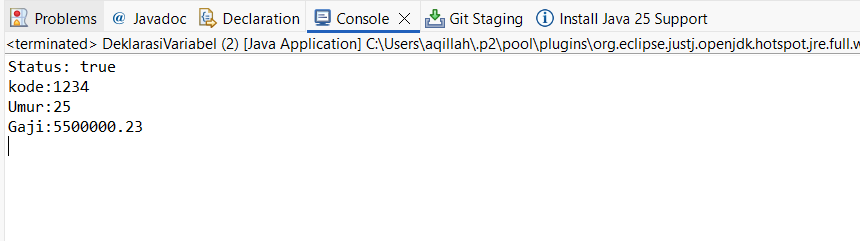 Problems @ Javadoc Declaration Console Git Staging Install Java 25 Support
<terminated> DeklarasiVariabel (2) [Java Application] C:\Users\aqillah\.p2\pool\plugins\org.eclipse.justj.openjdk.hotspot.jre.full.w
Status: true
kode:1234
Umur:25
Gaji:5500000.23